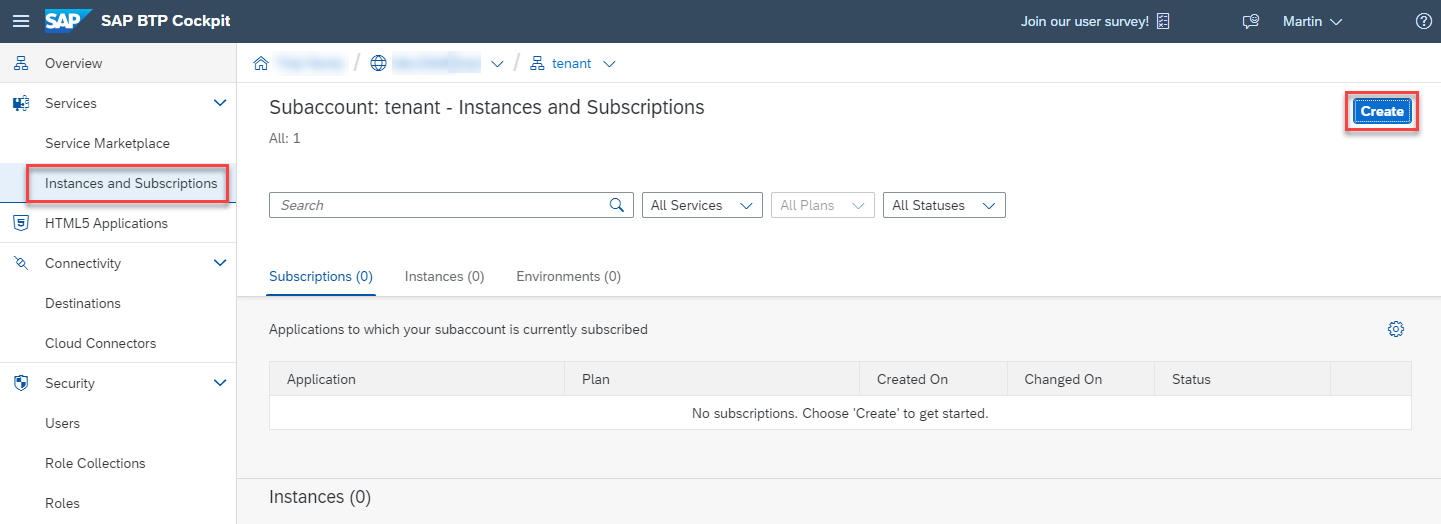 SAP SAP BTP Cockpit Join our user survey! Martin
Overview
tenant
Services
Service Marketplace
Instances and Subscriptions
HTML5 Applications
Connectivity
Destinations
Cloud Connectors
Security
Users
Role Collections
Roles
Subaccount: tenant - Instances and Subscriptions
Create
All: 1
Search All Services All Plans All Statuses
Subscriptions (0) Instances (0) Environments (0)
Applications to which your subaccount is currently subscribed
Application Plan Created On Changed On Status
No subscriptions. Choose 'Create' to get started.
Instances (0)